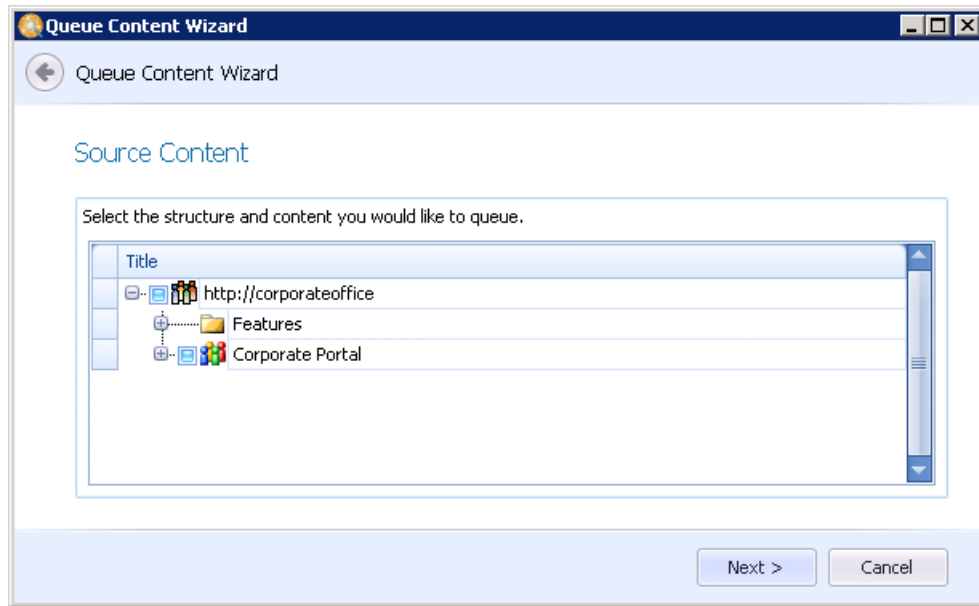 Queue Content Wizard
Queue Content Wizard
Source Content
Select the structure and content you would like to queue.
Title
http://corporateoffice
Features
Corporate Portal
Next > Cancel